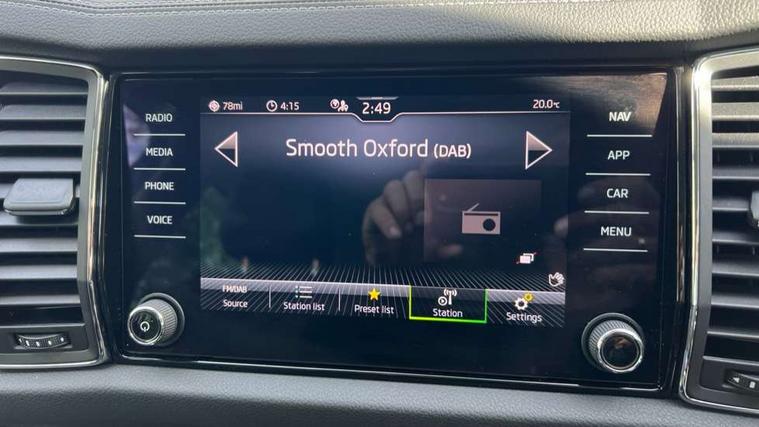 78mi 4:15 2:49 20.0°C
RADIO
MEDIA
PHONE
VOICE
Smooth Oxford (DAB)
NAV
APP
CAR
MENU
FM/DAB
Source
Station list
Preset list
Station
Settings